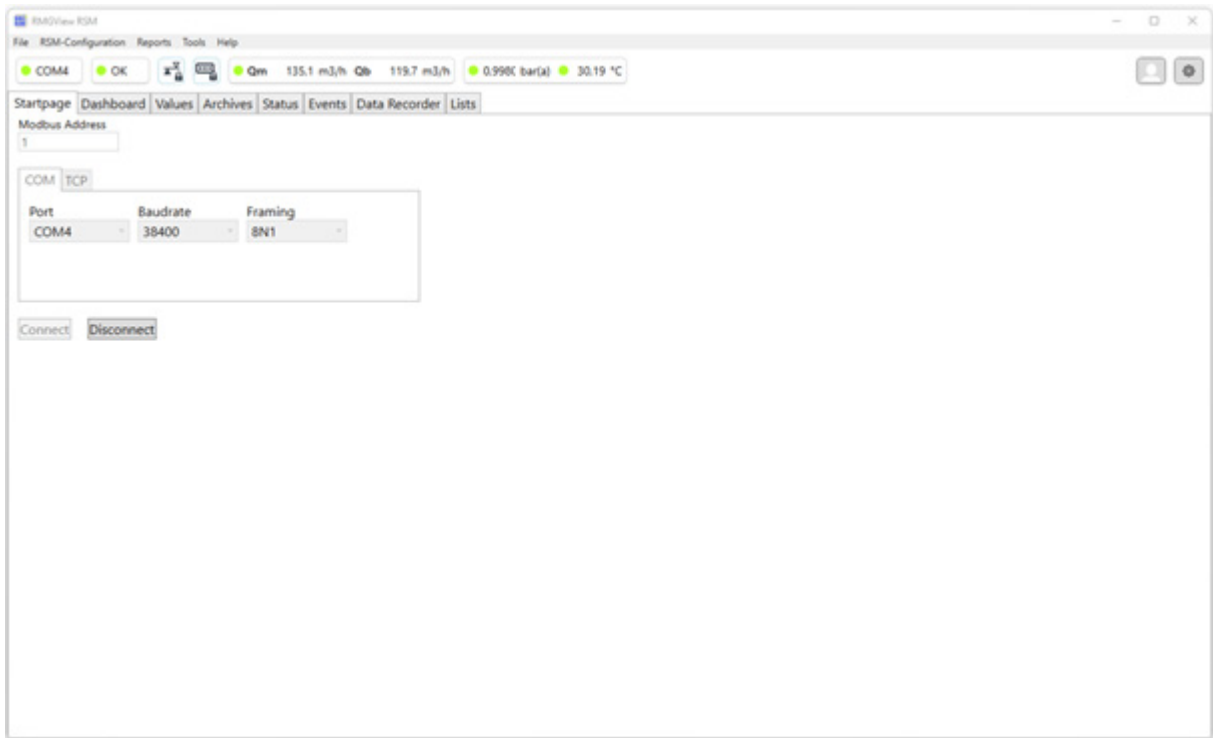 RMGView RSM
File RSM-Configuration Reports Tools Help
COM4 OK Qm 135.1 m3/h Qb 119.7 m3/h bar(a) 30.19 °C
Startpage Dashboard Values Archives Status Events Data Recorder Lists
Modbus Address
1
COM TCP
Port Baudrate Framing
COM4 38400 8N1
Connect Disconnect